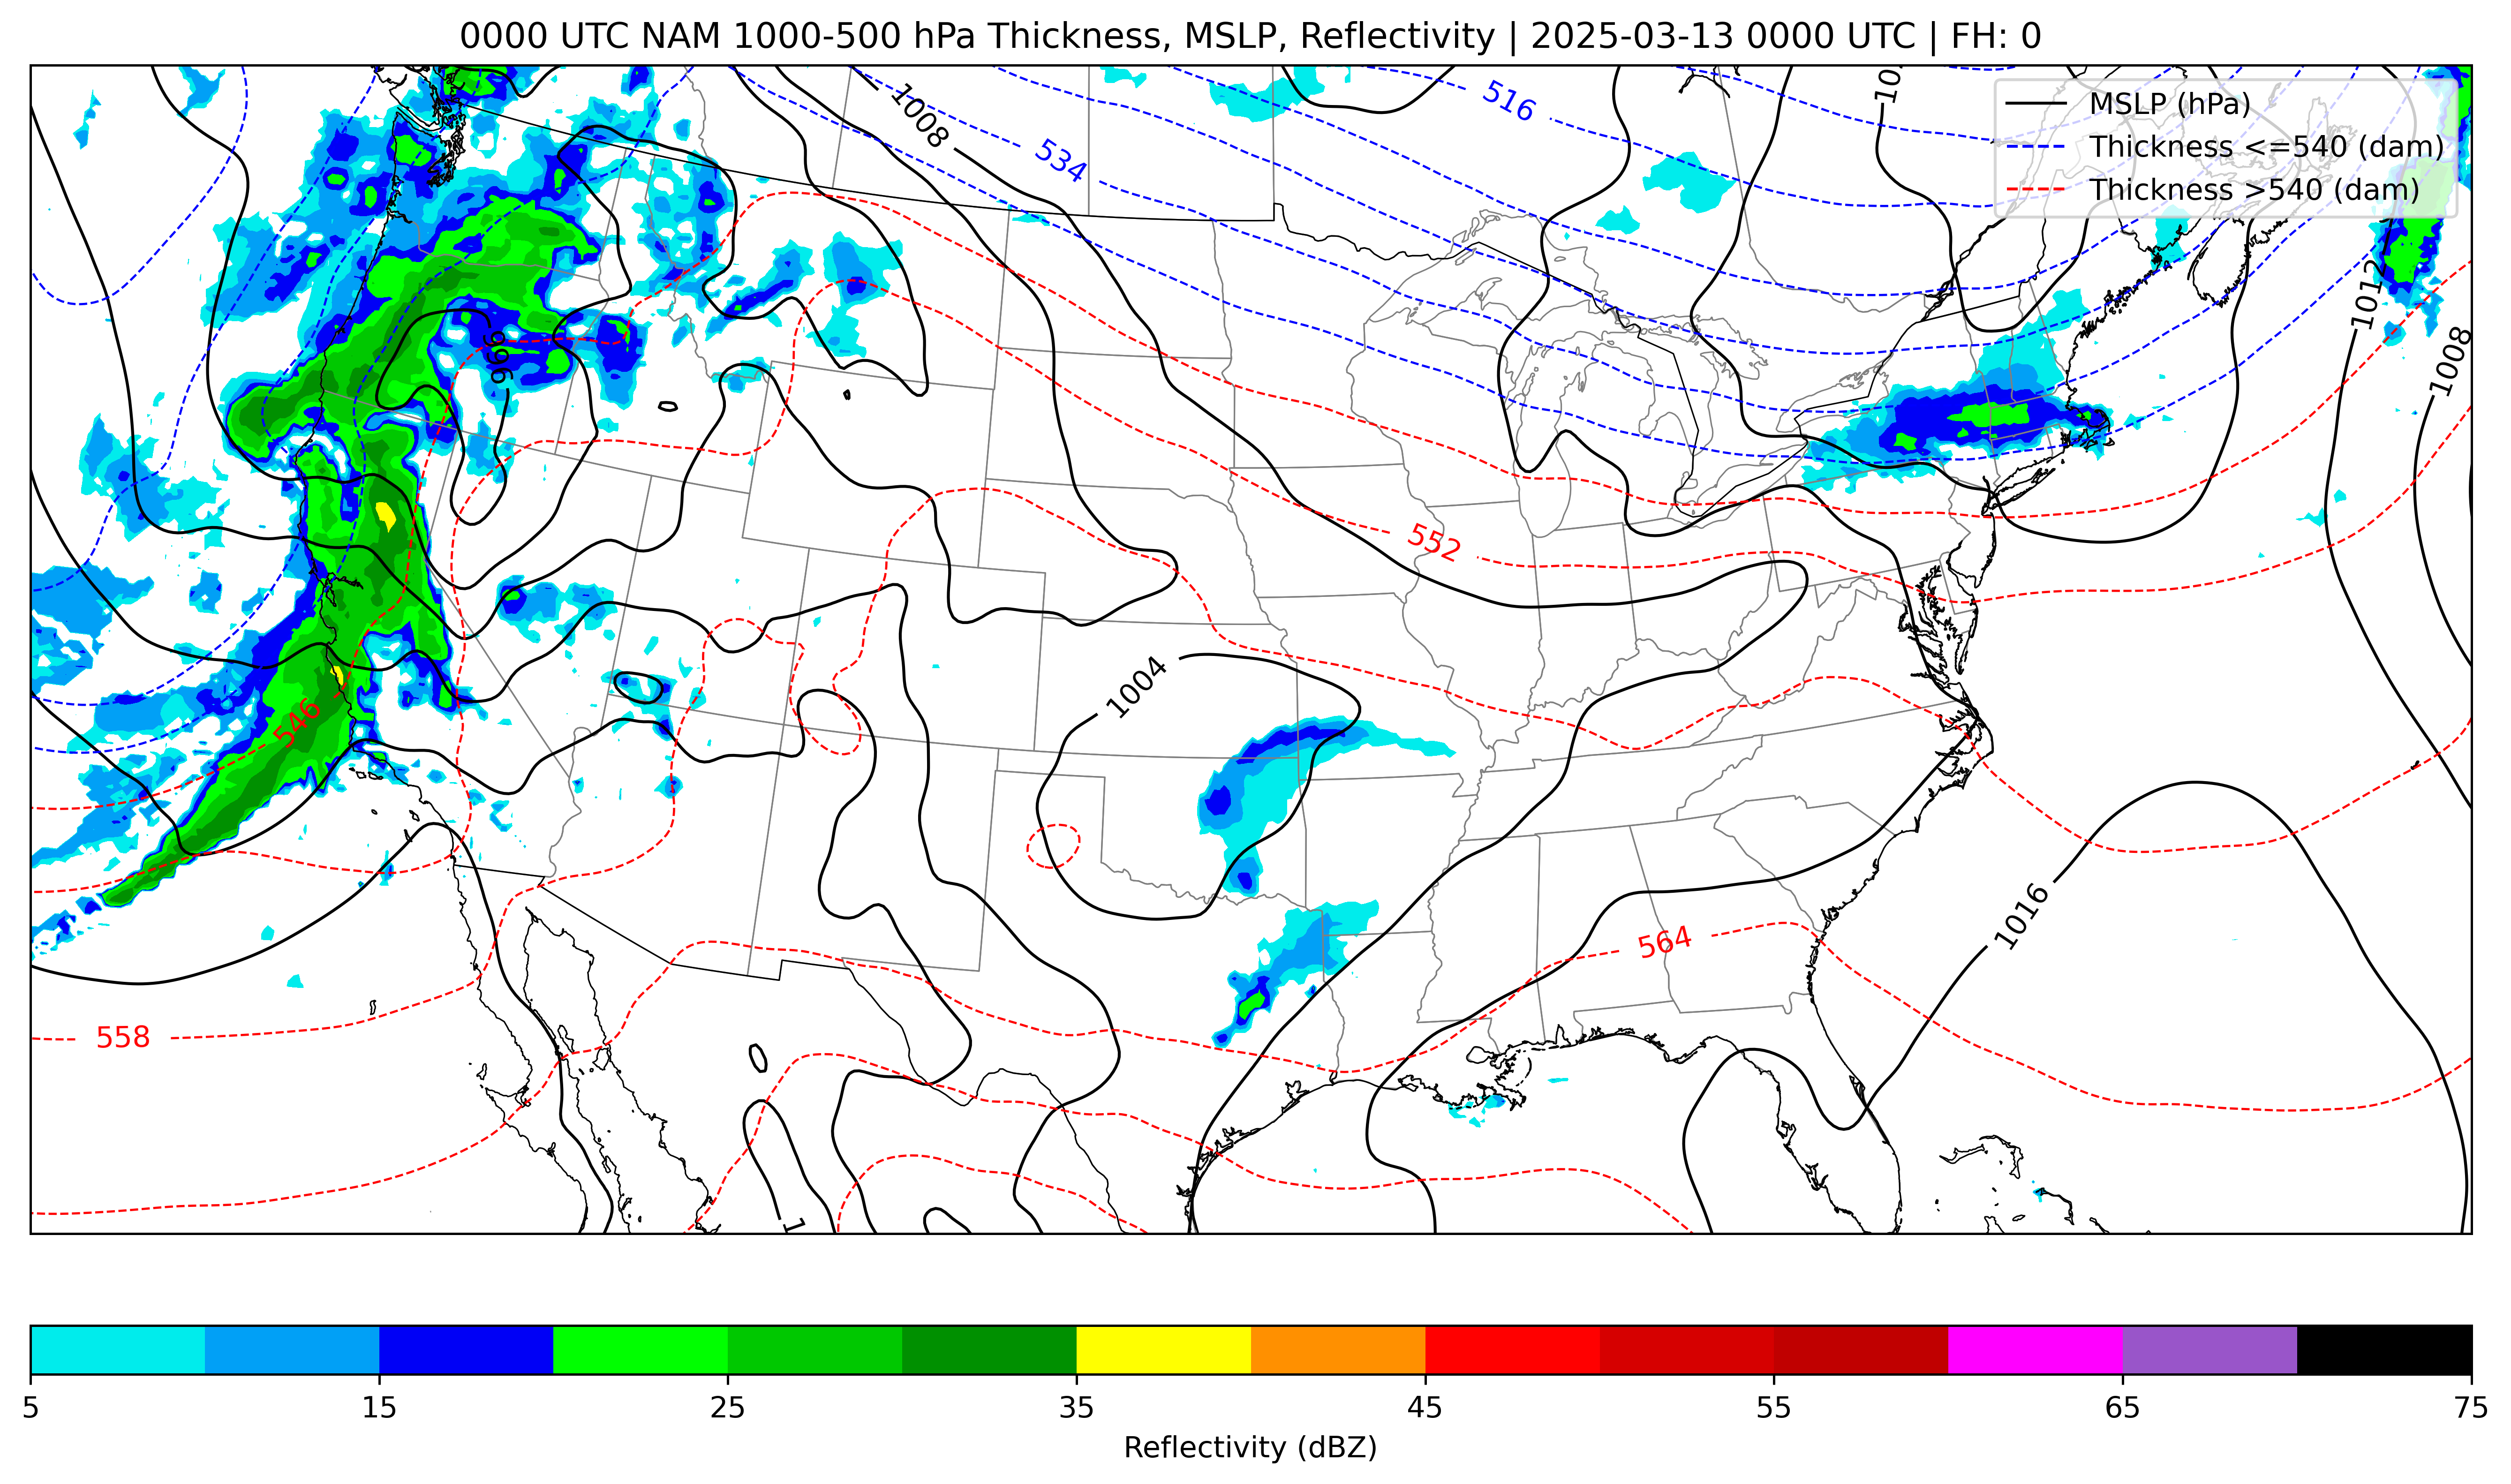 0000 UTC NAM 1000-500 hPa Thickness, MSLP, Reflectivity | 2025-03-13 0000 UTC | FH: 0
MSLP (hPa)
Thickness <=540 (dam)
Thickness >540 (dam)
1008
516
534
1012
1008
996
552
1004
546
1016
564
558
5 15 25 35 45 55 65 75
Reflectivity (dBZ)